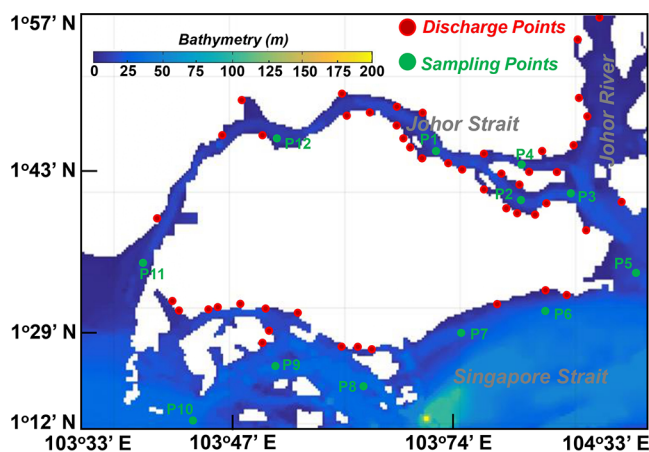 1°57' N
Bathymetry (m)
0 25 50 75 100 125 150 175 200
Discharge Points
Sampling Points
Johor Strait
Johor River
P1
P12
P4
1°43' N
P2
P3
P11
P5
P6
1°29' N
P7
P9
P8
Singapore Strait
P10
1°12' N
103°33' E 103°47' E 103°74' E 104°33' E